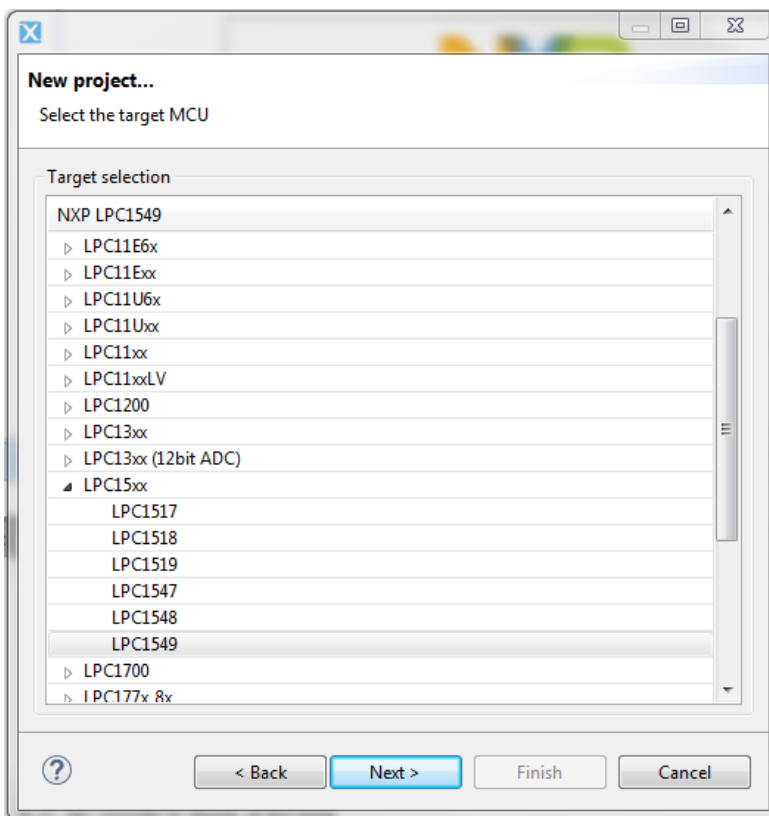 New project...
Select the target MCU
Target selection
NXP LPC1549
LPC11E6x
LPC11Exx
LPC11U6x
LPC11Uxx
LPC11xx
LPC11xxLV
LPC1200
LPC13xx
LPC13xx (12bit ADC)
LPC15xx
LPC1517
LPC1518
LPC1519
LPC1547
LPC1548
LPC1549
LPC1700
LPC177x_8x
? < Back Next > Finish Cancel